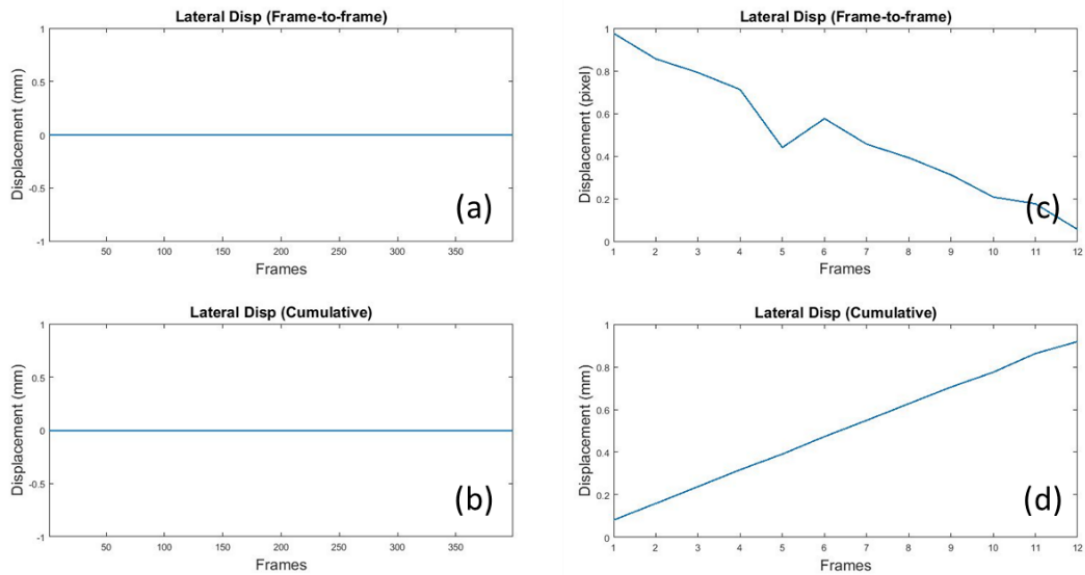 Lateral Disp (Frame-to-frame)
1
0.5
0
-0.5
-1
Displacement (mm)
50 100 150 200 250 300 350
Frames
(a)
Lateral Disp (Frame-to-frame)
1
0.8
0.6
0.4
0.2
0
Displacement (pixel)
1 2 3 4 5 6 7 8 9 10 11 12
Frames
(c)
Lateral Disp (Cumulative)
1
0.5
0
-0.5
-1
Displacement (mm)
50 100 150 200 250 300 350
Frames
(b)
Lateral Disp (Cumulative)
1
0.8
0.6
0.4
0.2
0
Displacement (mm)
1 2 3 4 5 6 7 8 9 10 11 12
Frames
(d)